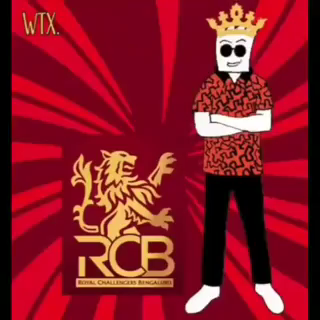 WTX.
RCB
ROYAL CHALLENGERS BENGALURU